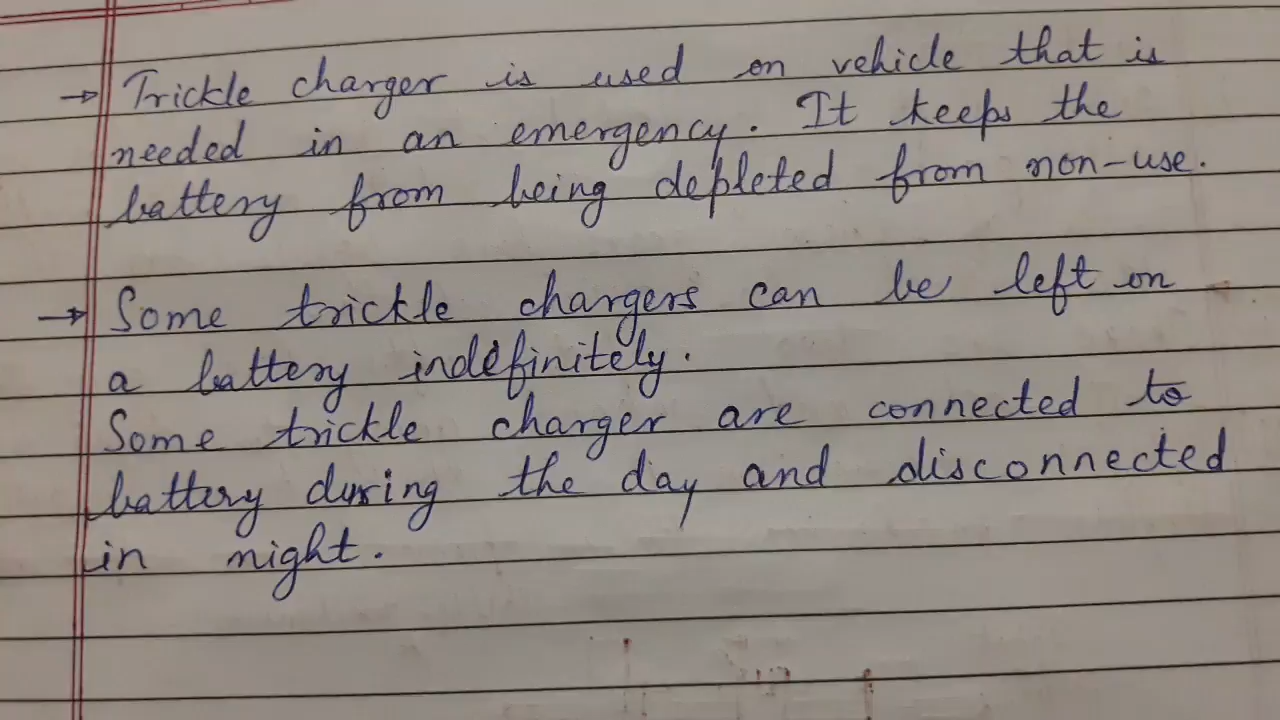 → Trickle charger is used on vehicle that is
needed in an emergency. It keeps the
battery from being depleted from non-use.
→ Some trickle chargers can be left on
a battery indefinitely.
Some trickle charger are connected to
battery during the day and disconnected
in night.